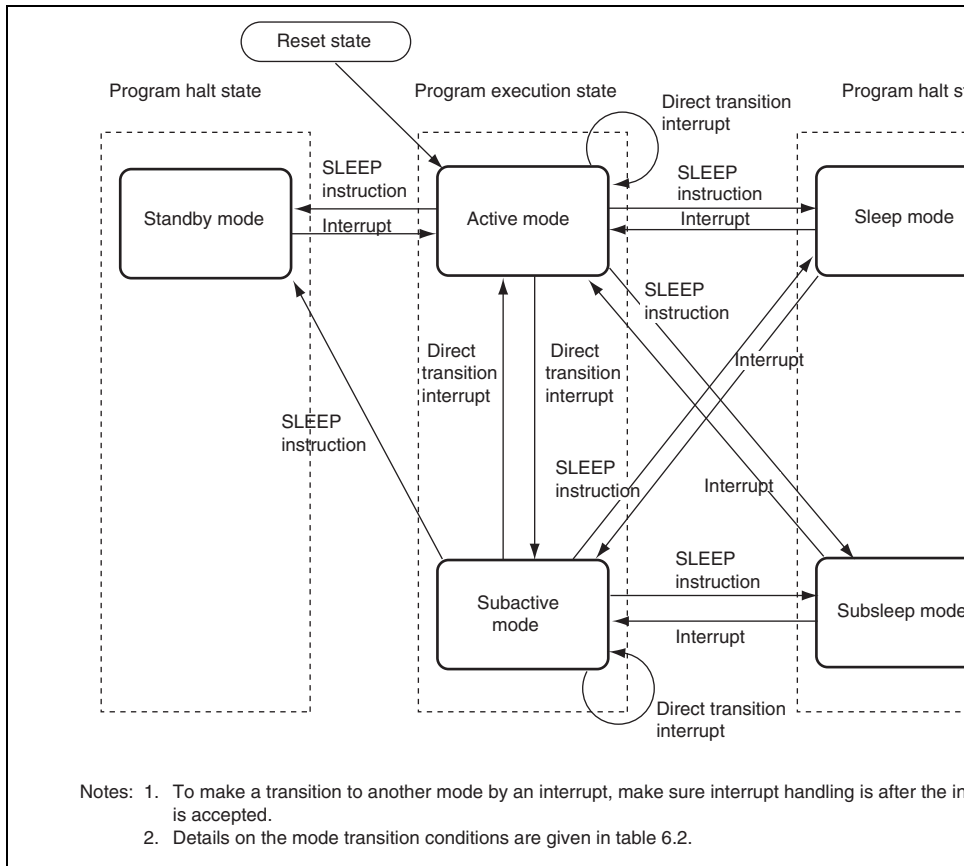 Reset state
Program halt state
Program execution state
Program halt
Direct transition
interrupt
SLEEP
instruction
Interrupt
SLEEP
instruction
Interrupt
Standby mode
Active mode
Sleep mode
SLEEP
instruction
Direct
transition
interrupt
Direct
transition
interrupt
Interrupt
SLEEP
instruction
SLEEP
instruction
Interrupt
SLEEP
instruction
Interrupt
Subactive
mode
Subsleep mode
Direct transition
interrupt
Notes: 1. To make a transition to another mode by an interrupt, make sure interrupt handling is after the
is accepted.
2. Details on the mode transition conditions are given in table 6.2.